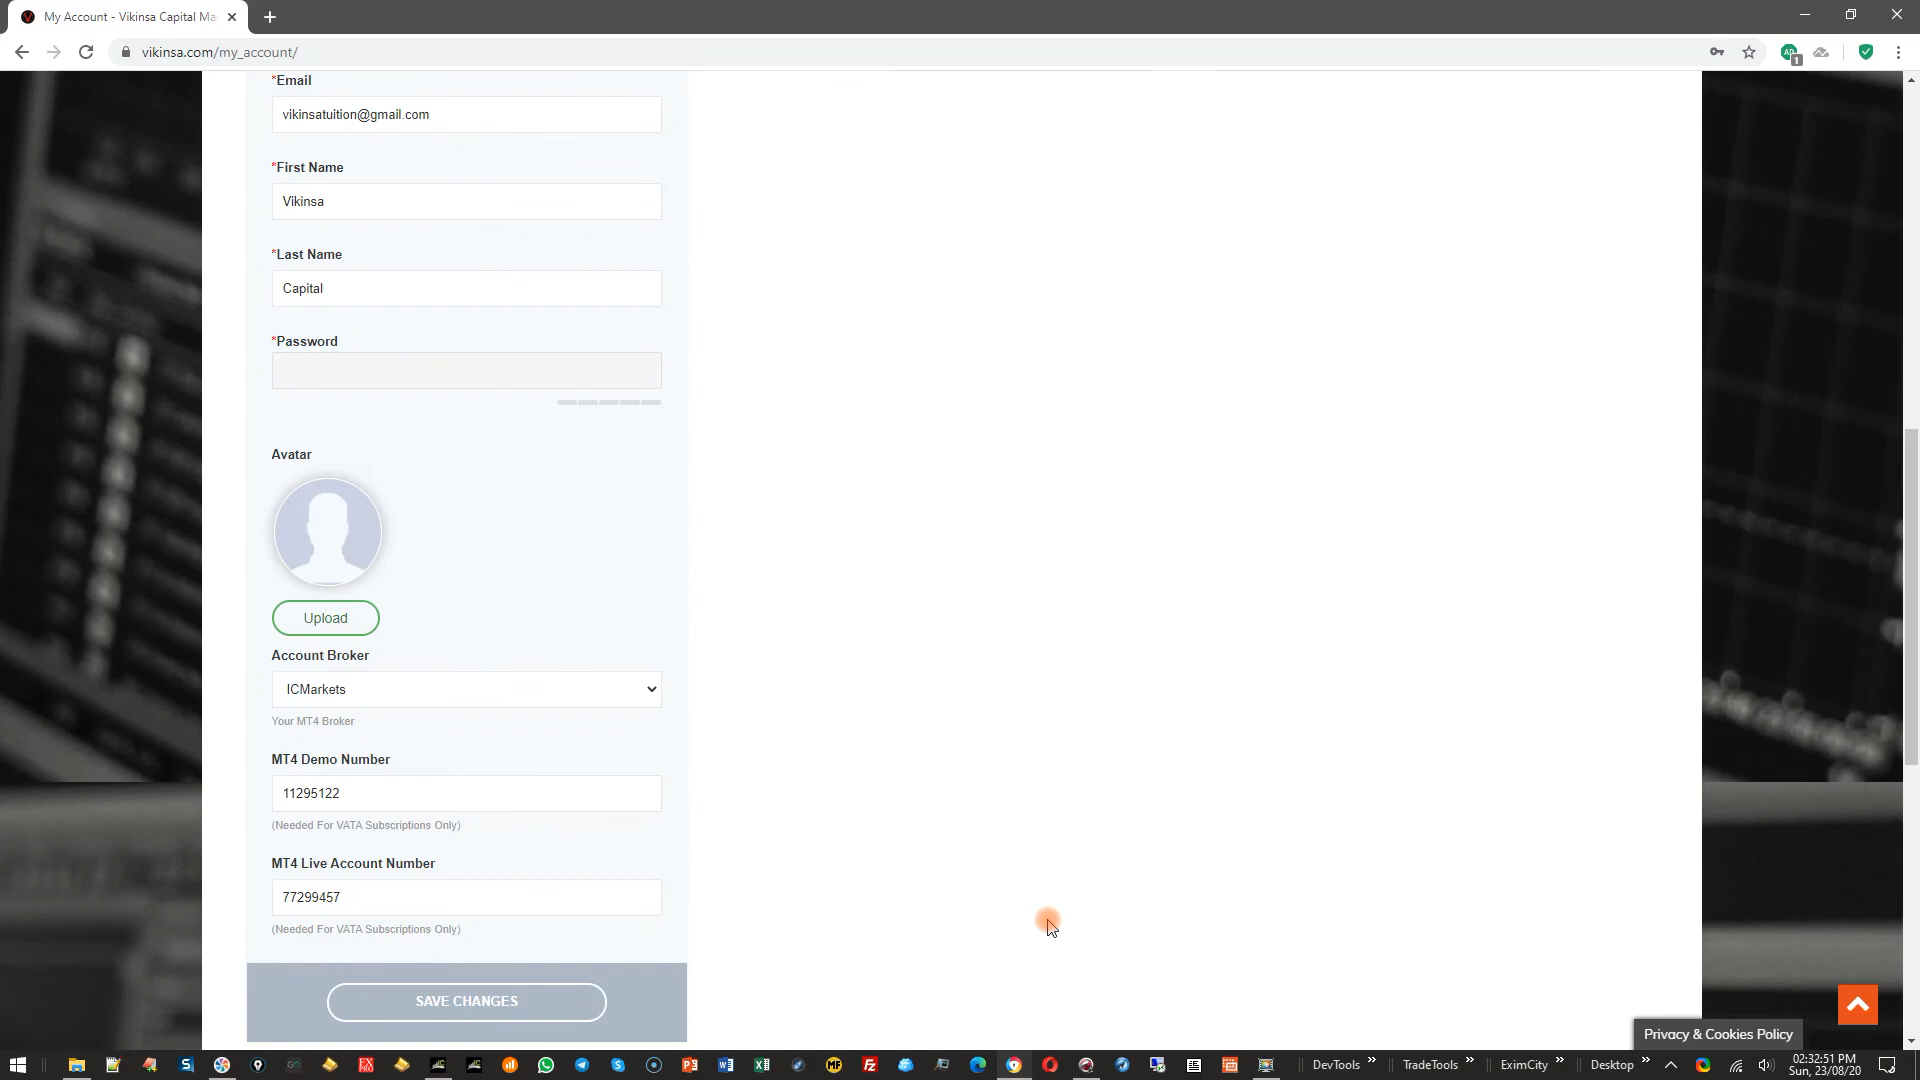 My Account - Vikinsa Capital Ma
vikinsa.com/my_account/
1
*Email
vikinsatuition@gmail.com
*First Name
Vikinsa
*Last Name
Capital
*Password
Avatar
Upload
Account Broker
ICMarkets
Your MT4 Broker
MT4 Demo Number
11295122
(Needed For VATA Subscriptions Only)
MT4 Live Account Number
77299457
(Needed For VATA Subscriptions Only)
SAVE CHANGES
Privacy & Cookies Policy
DevTools
TradeTools
EximCity
Desktop
02:32:51 PM
Sun, 23/08/20